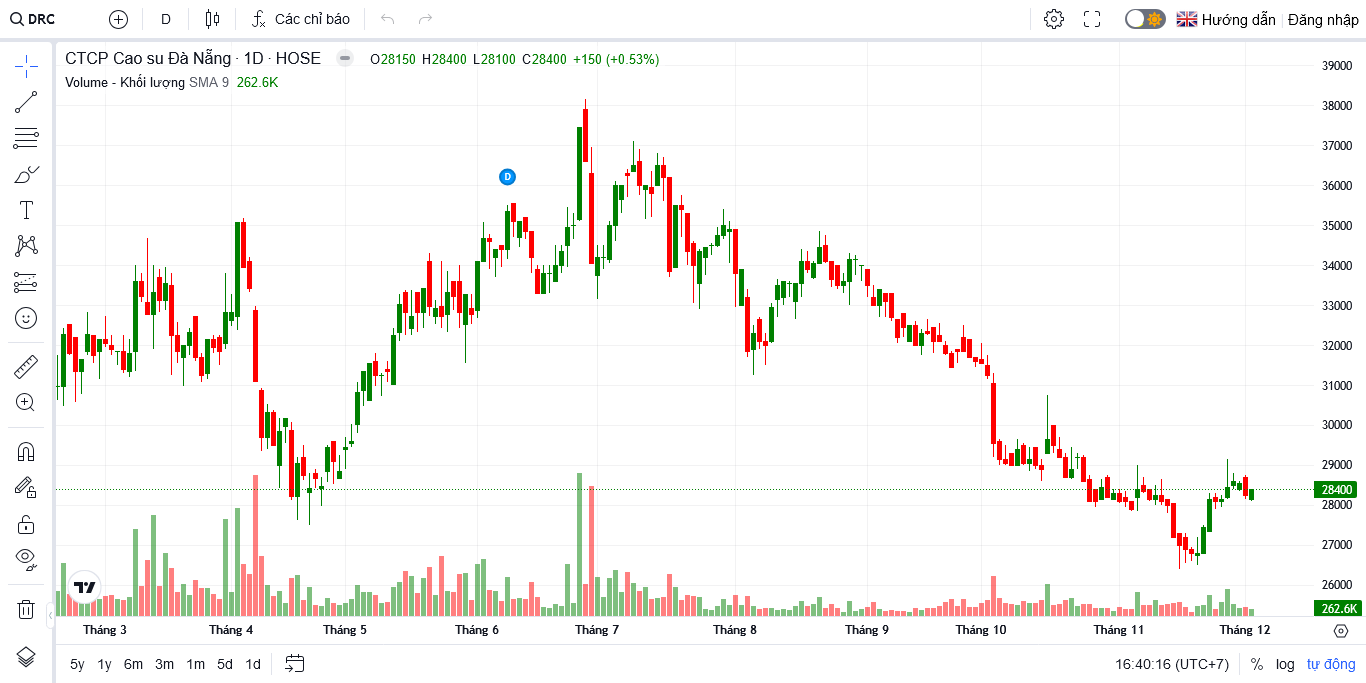 DRC D Các chỉ báo Hướng dẫn Đăng nhập
CTCP Cao su Đà Nẵng · 1D · HOSE O28150 H28400 L28100 C28400 +150 (+0.53%)
Volume - Khối lượng SMA 9 262.6K
D
39000
38000
37000
36000
35000
34000
33000
32000
31000
30000
29000
28400
28000
27000
26000
262.6K
Tháng 3 Tháng 4 Tháng 5 Tháng 6 Tháng 7 Tháng 8 Tháng 9 Tháng 10 Tháng 11 Tháng 12
5y 1y 6m 3m 1m 5d 1d 16:40:16 (UTC+7) % log tự động